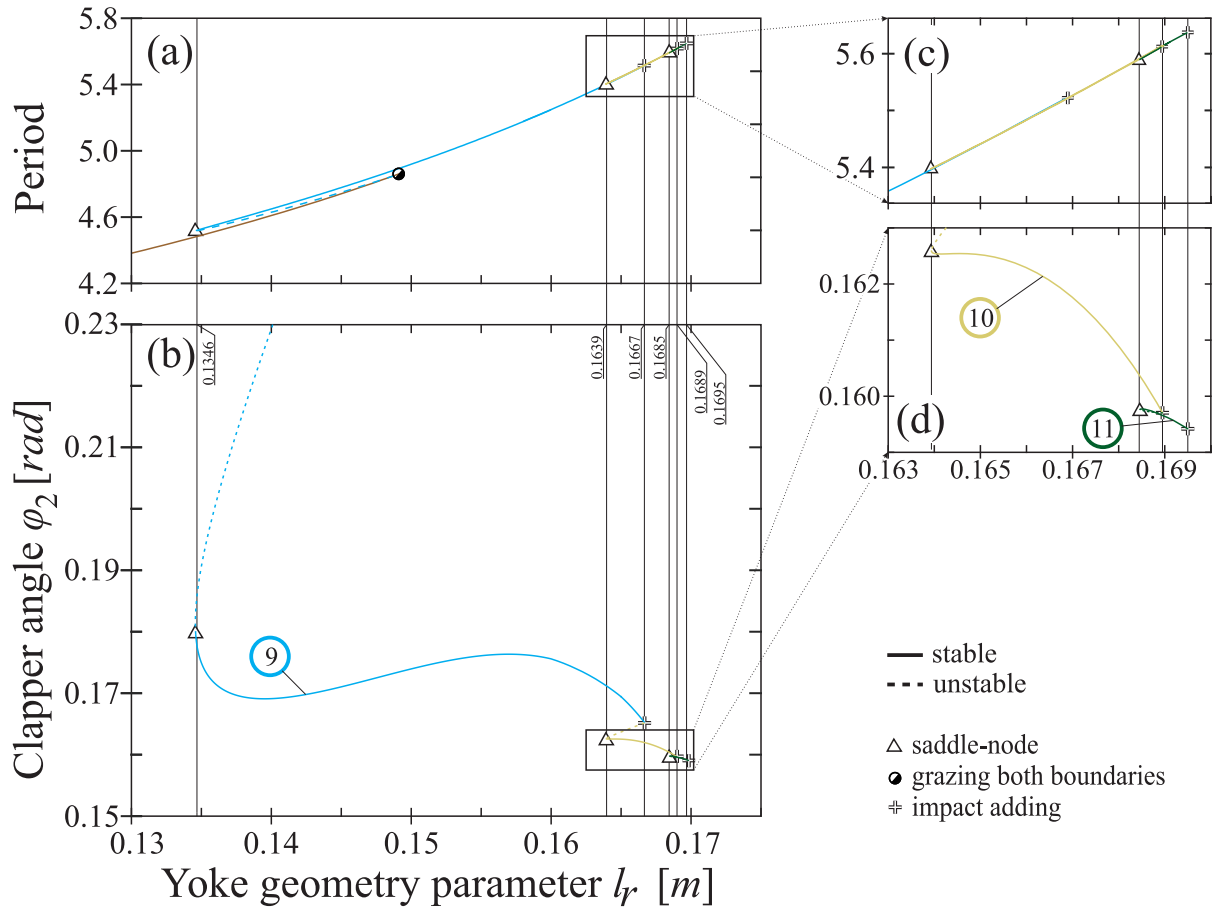 (a)
Period
5.8
5.4
5.0
4.6
4.2
(b)
Clapper angle φ₂ [rad]
0.23
0.21
0.19
0.17
0.15
0.1346
0.1639
0.1667
0.1685
0.1689
0.1695
9
0.13
0.14
0.15
0.16
0.17
Yoke geometry parameter lᵣ [m]
(c)
5.6
5.4
(d)
0.162
0.160
10
11
0.163
0.165
0.167
0.169
stable
unstable
saddle-node
grazing both boundaries
impact adding